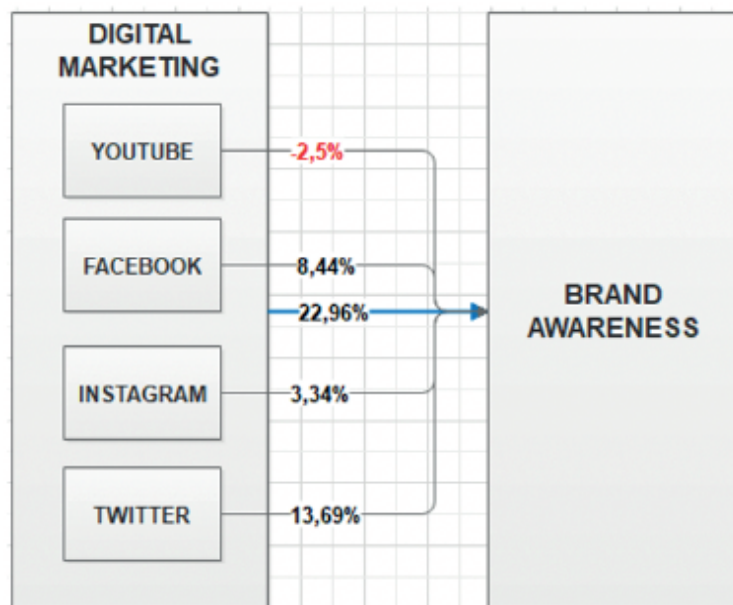 DIGITAL
MARKETING
YOUTUBE
-2,5%
FACEBOOK
8,44%
22,96%
BRAND
AWARENESS
INSTAGRAM
3,34%
TWITTER
13,69%